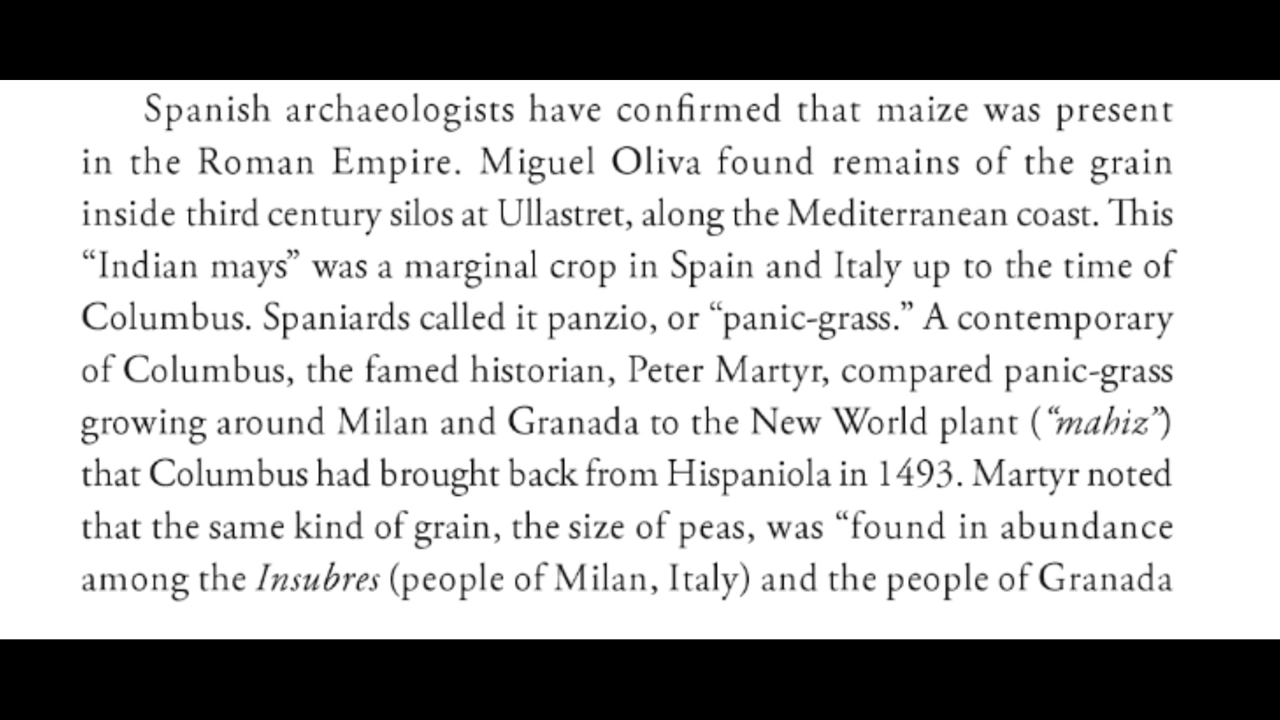 Spanish archaeologists have confirmed that maize was present
in the Roman Empire. Miguel Oliva found remains of the grain
inside third century silos at Ullastret, along the Mediterranean coast. This
“Indian mays” was a marginal crop in Spain and Italy up to the time of
Columbus. Spaniards called it panzio, or “panic-grass.” A contemporary
of Columbus, the famed historian, Peter Martyr, compared panic-grass
growing around Milan and Granada to the New World plant (“mahiz”)
that Columbus had brought back from Hispaniola in 1493. Martyr noted
that the same kind of grain, the size of peas, was “found in abundance
among the Insubres (people of Milan, Italy) and the people of Granada